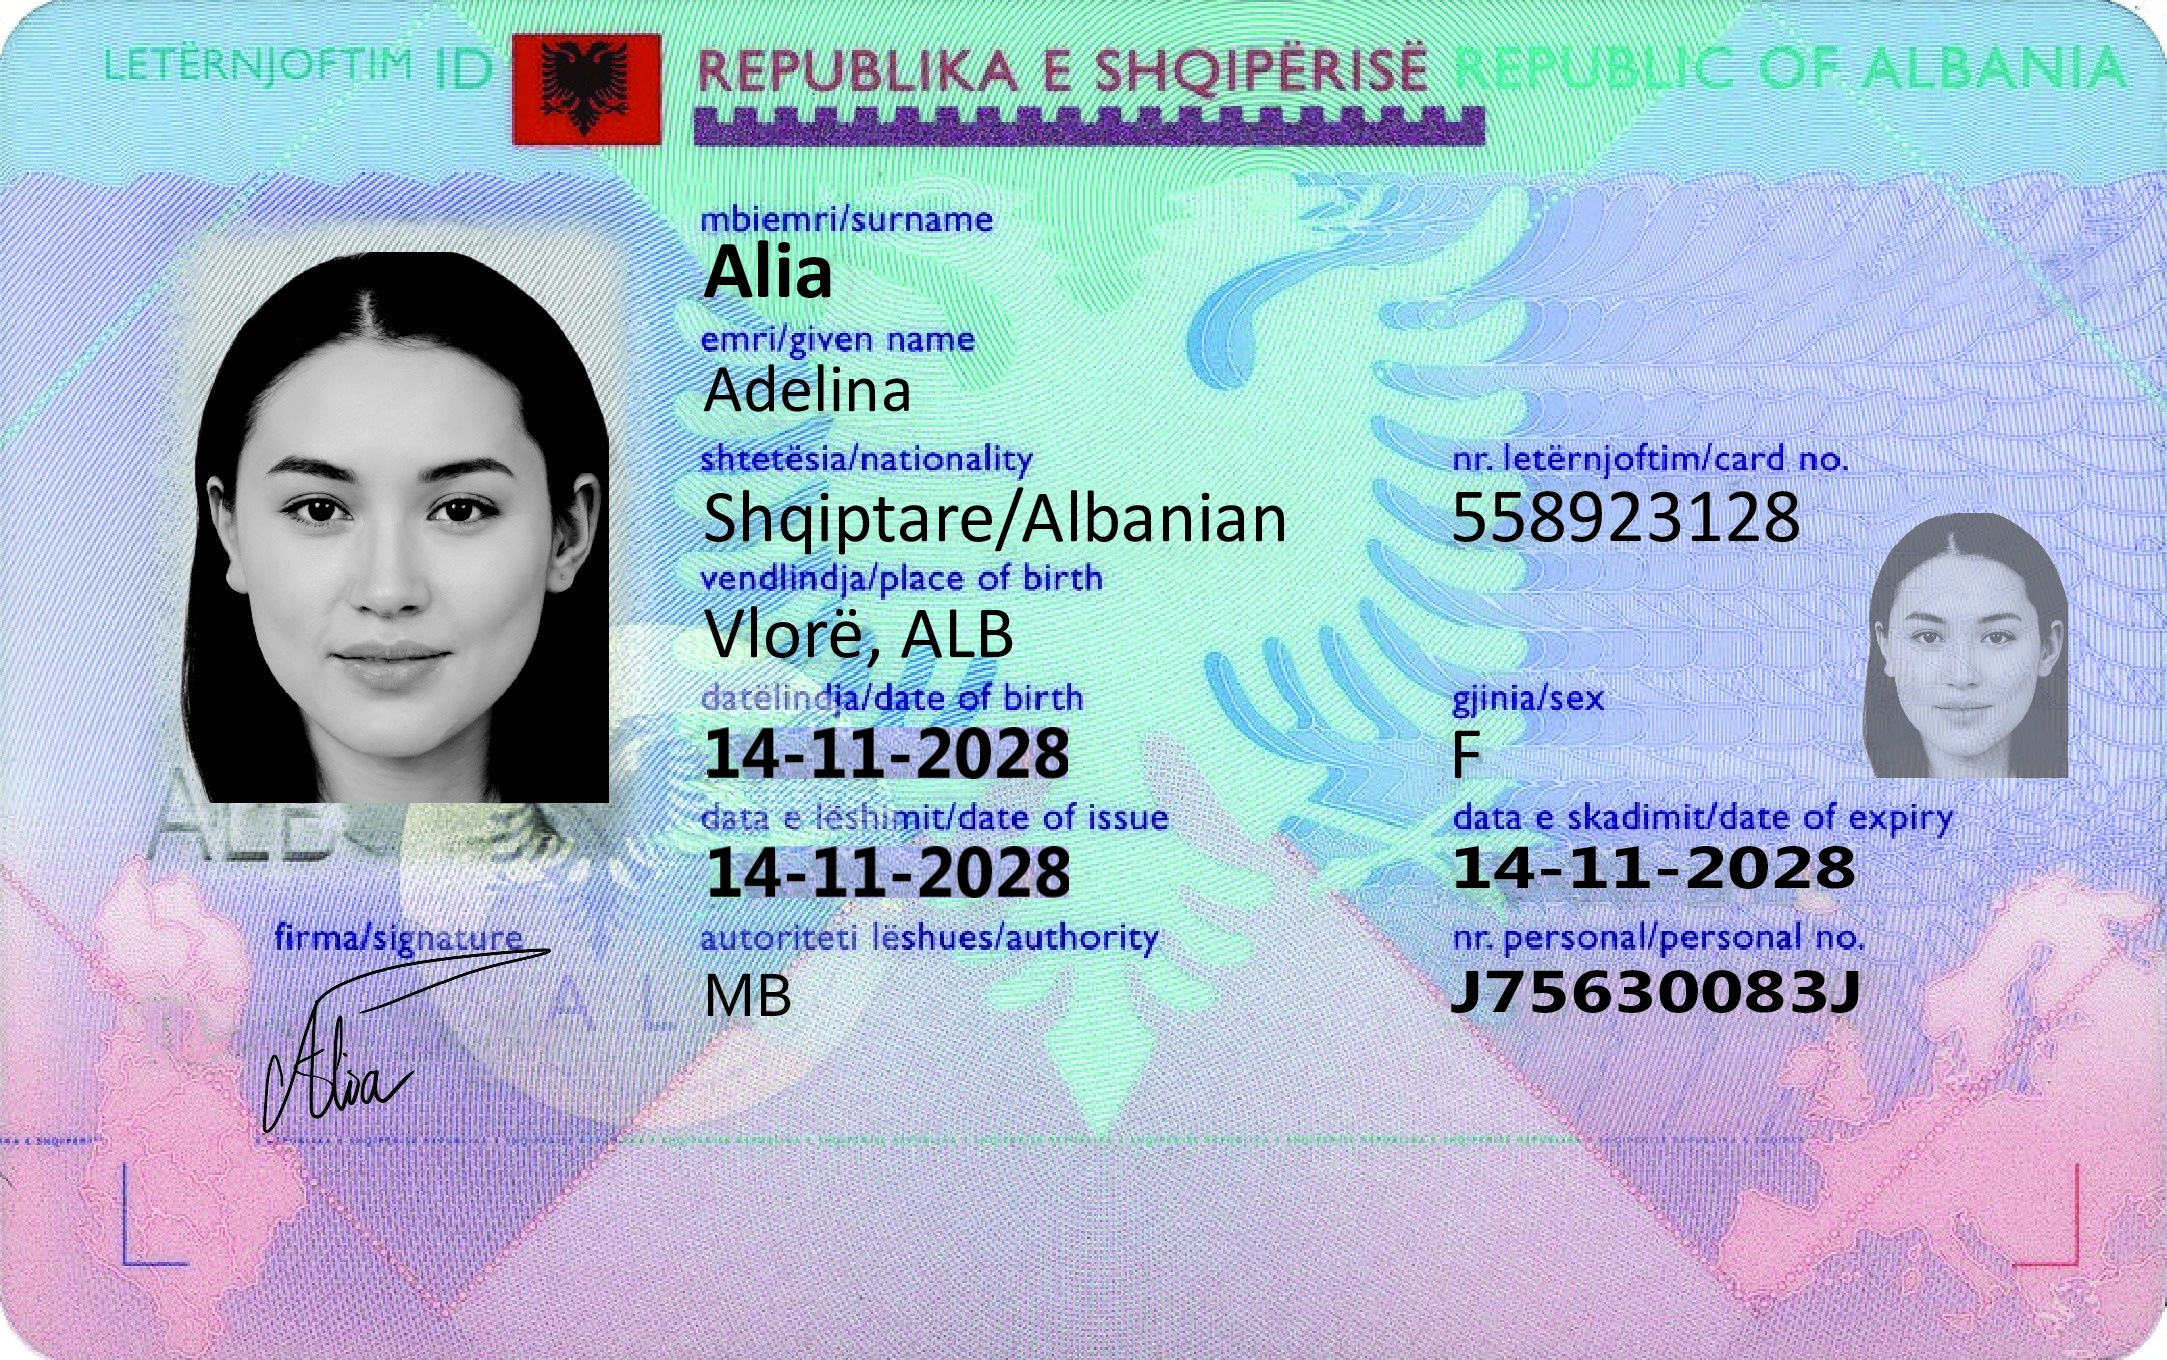 LETËRNJOFTIM ID REPUBLIKA E SHQIPËRISË REPUBLIC OF ALBANIA
mbiemri/surname
Alia
emri/given name
Adelina
shtetësia/nationality nr. letërnjoftim/card no.
Shqiptare/Albanian 558923128
vendlindja/place of birth
Vlorë, ALB
datëlindja/date of birth gjinia/sex
14-11-2028 F
data e lëshimit/date of issue data e skadimit/date of expiry
14-11-2028 14-11-2028
ALB
firma/signature autoriteti lëshues/authority nr. personal/personal no.
MB J75630083J
A L
Alia